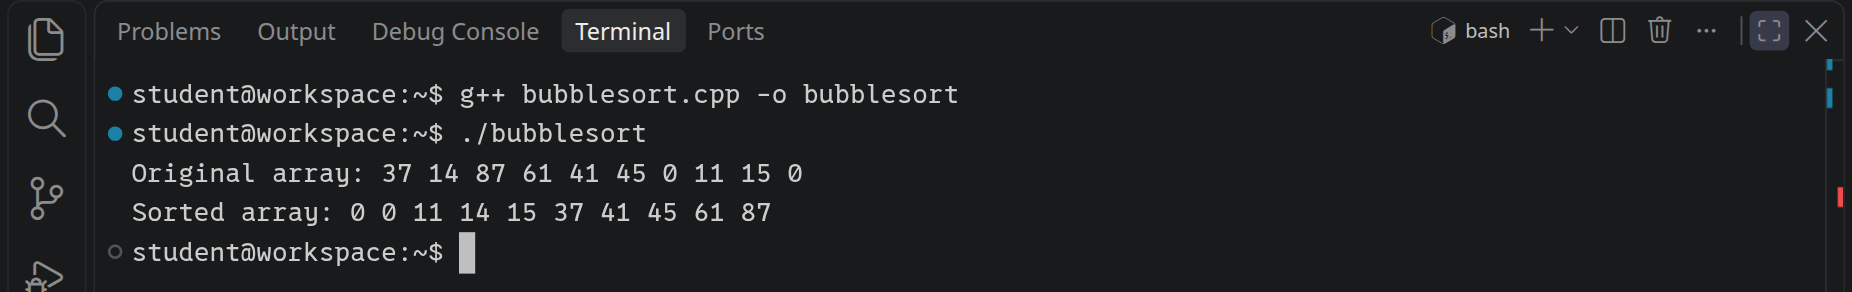 Problems Output Debug Console Terminal Ports bash
student@workspace:~$ g++ bubblesort.cpp -o bubblesort
student@workspace:~$ ./bubblesort
Original array: 37 14 87 61 41 45 0 11 15 0
Sorted array: 0 0 11 14 15 37 41 45 61 87
student@workspace:~$